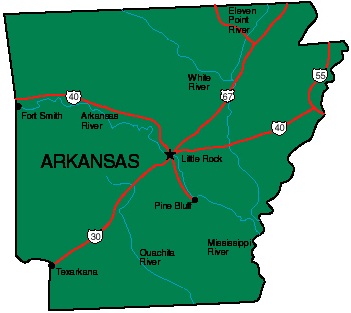 Eleven
Point
River
White
River
55
40
67
Fort Smith
Arkansas
River
40
ARKANSAS
Little Rock
Pine Bluff
30
Mississippi
River
Ouachila
River
Texarkana